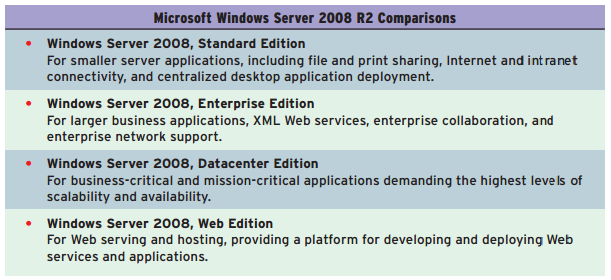 Microsoft Windows Server 2008 R2 Comparisons
• Windows Server 2008, Standard Edition
For smaller server applications, including file and print sharing, Internet and intranet
connectivity, and centralized desktop application deployment.
• Windows Server 2008, Enterprise Edition
For larger business applications, XML Web services, enterprise collaboration, and
enterprise network support.
• Windows Server 2008, Datacenter Edition
For business-critical and mission-critical applications demanding the highest levels of
scalability and availability.
• Windows Server 2008, Web Edition
For Web serving and hosting, providing a platform for developing and deploying Web
services and applications.